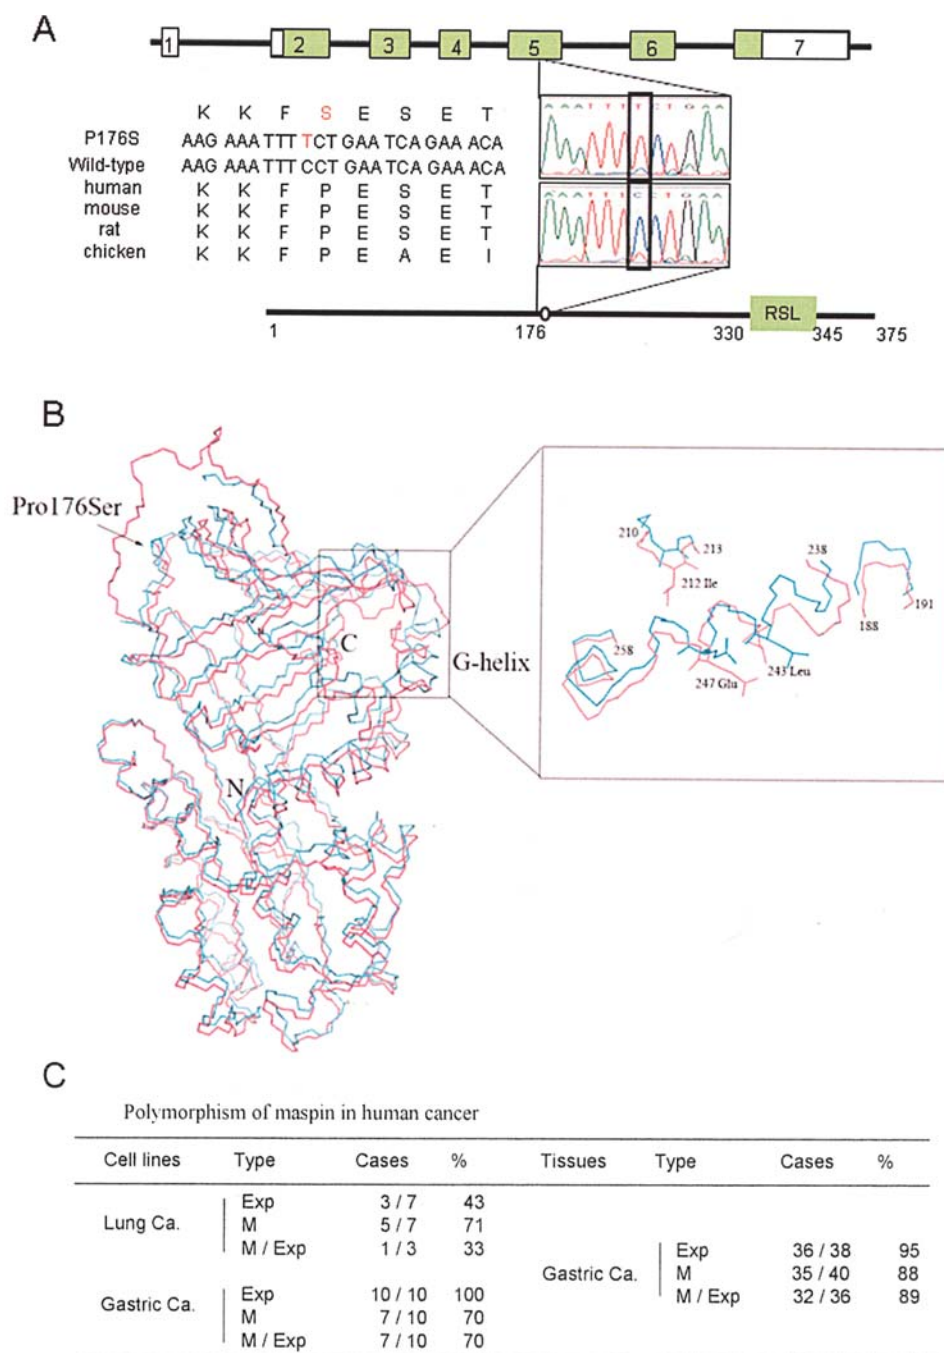 A
1 2 3 4 5 6 7
K K F S E S E T
P176S AAG AAA TTT TCT GAA TCA GAA ACA
Wild-type AAG AAA TTT CCT GAA TCA GAA ACA
human K K F P E S E T
mouse K K F P E S E T
rat K K F P E S E T
chicken K K F P E A E I
A A A T T T T C T G A A
A A A T T T C C T G A A
RSL
1 176 330 345 375
B
Pro176Ser
C
N
G-helix
210
213
212 Ile
238
191
188
258
247 Glu
243 Leu
C
Polymorphism of maspin in human cancer
Cell lines Type Cases % Tissues Type Cases %
Lung Ca.
Exp 3 / 7 43
M 5 / 7 71
M / Exp 1 / 3 33
Gastric Ca.
Exp 10 / 10 100
M 7 / 10 70
M / Exp 7 / 10 70
Gastric Ca.
Exp 36 / 38 95
M 35 / 40 88
M / Exp 32 / 36 89